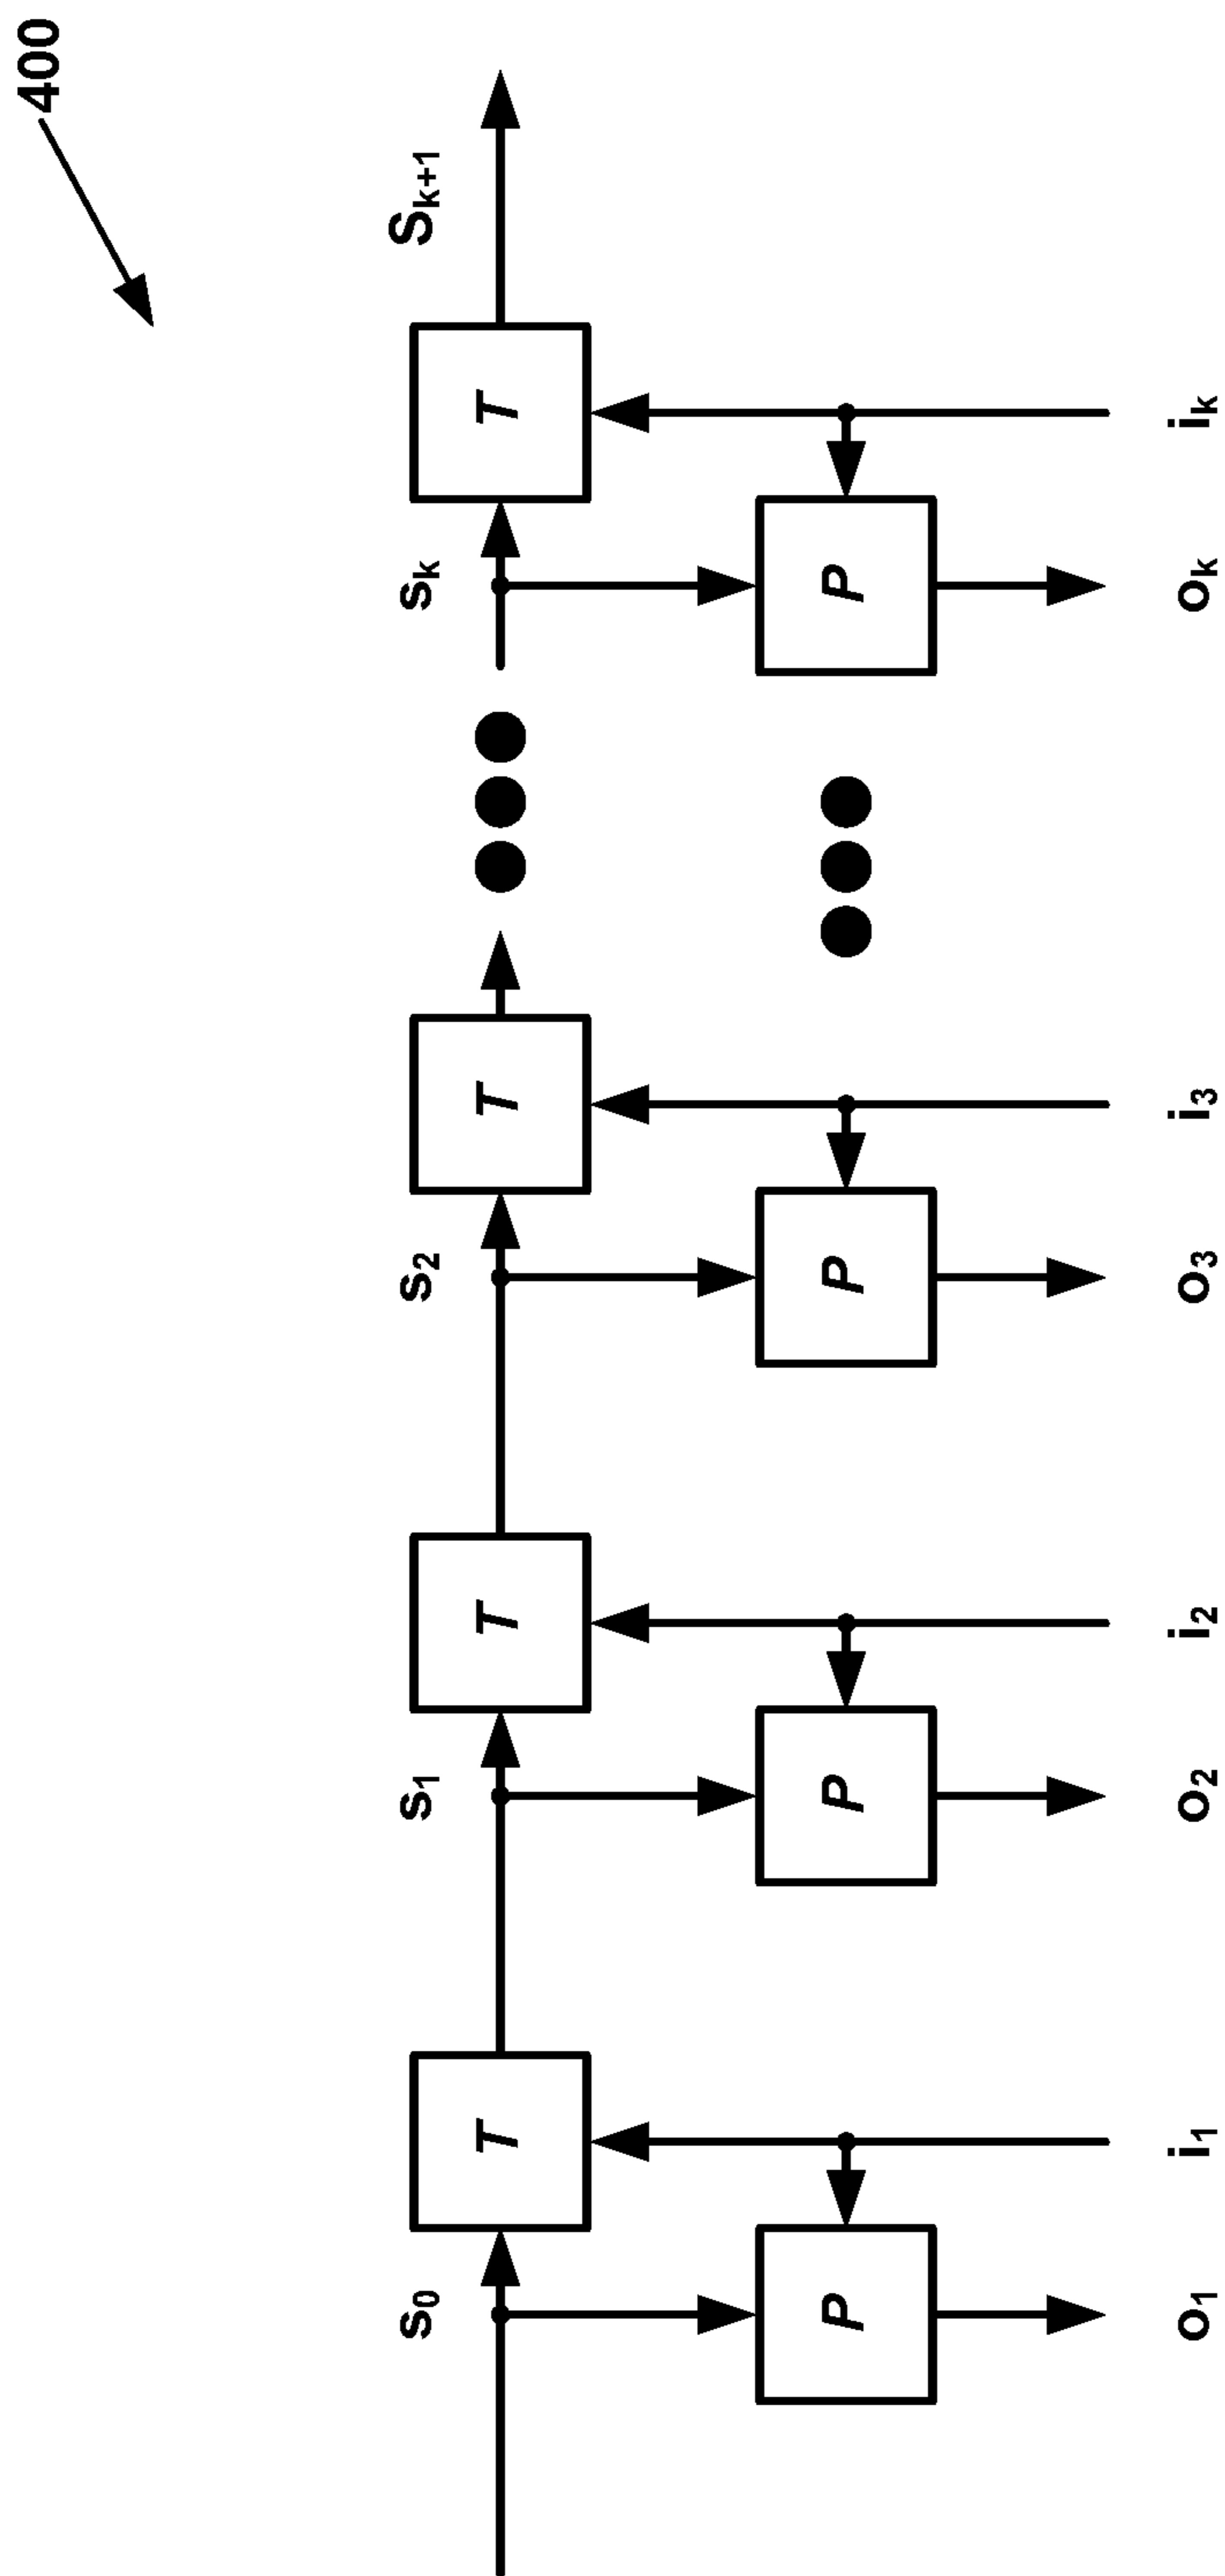 400
s₀ s₁ s₂ sₖ Sₖ₊₁
T T T T
P P P P
o₁ i₁ o₂ i₂ o₃ i₃ oₖ iₖ